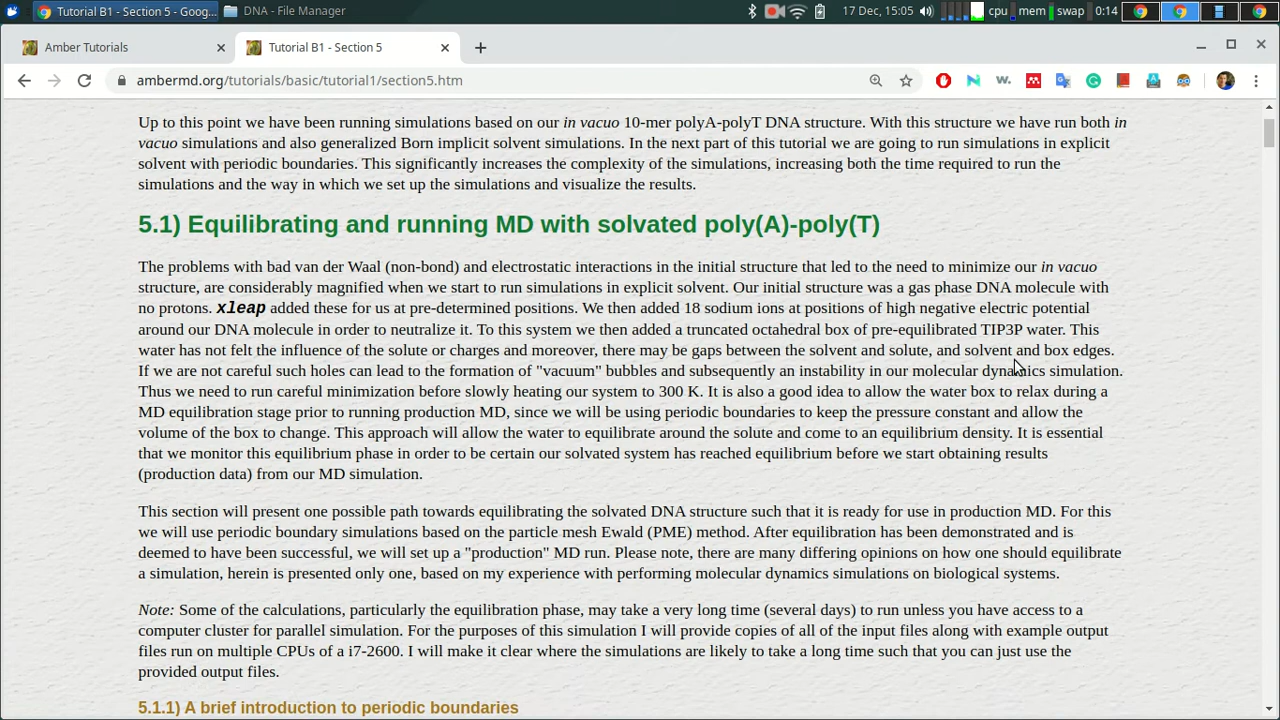 Tutorial B1 - Section 5 - Goog...
DNA - File Manager
17 Dec, 15:05
cpu
mem
swap
0:14
Amber Tutorials
Tutorial B1 - Section 5
ambermd.org/tutorials/basic/tutorial1/section5.htm
Up to this point we have been running simulations based on our in vacuo 10-mer polyA-polyT DNA structure. With this structure we have run both in
vacuo simulations and also generalized Born implicit solvent simulations. In the next part of this tutorial we are going to run simulations in explicit
solvent with periodic boundaries. This significantly increases the complexity of the simulations, increasing both the time required to run the
simulations and the way in which we set up the simulations and visualize the results.
5.1) Equilibrating and running MD with solvated poly(A)-poly(T)
The problems with bad van der Waal (non-bond) and electrostatic interactions in the initial structure that led to the need to minimize our in vacuo
structure, are considerably magnified when we start to run simulations in explicit solvent. Our initial structure was a gas phase DNA molecule with
no protons. xleap added these for us at pre-determined positions. We then added 18 sodium ions at positions of high negative electric potential
around our DNA molecule in order to neutralize it. To this system we then added a truncated octahedral box of pre-equilibrated TIP3P water. This
water has not felt the influence of the solute or charges and moreover, there may be gaps between the solvent and solute, and solvent and box edges.
If we are not careful such holes can lead to the formation of "vacuum" bubbles and subsequently an instability in our molecular dynamics simulation.
Thus we need to run careful minimization before slowly heating our system to 300 K. It is also a good idea to allow the water box to relax during a
MD equilibration stage prior to running production MD, since we will be using periodic boundaries to keep the pressure constant and allow the
volume of the box to change. This approach will allow the water to equilibrate around the solute and come to an equilibrium density. It is essential
that we monitor this equilibrium phase in order to be certain our solvated system has reached equilibrium before we start obtaining results
(production data) from our MD simulation.
This section will present one possible path towards equilibrating the solvated DNA structure such that it is ready for use in production MD. For this
we will use periodic boundary simulations based on the particle mesh Ewald (PME) method. After equilibration has been demonstrated and is
deemed to have been successful, we will set up a "production" MD run. Please note, there are many differing opinions on how one should equilibrate
a simulation, herein is presented only one, based on my experience with performing molecular dynamics simulations on biological systems.
Note: Some of the calculations, particularly the equilibration phase, may take a very long time (several days) to run unless you have access to a
computer cluster for parallel simulation. For the purposes of this simulation I will provide copies of all of the input files along with example output
files run on multiple CPUs of a i7-2600. I will make it clear where the simulations are likely to take a long time such that you can just use the
provided output files.
5.1.1) A brief introduction to periodic boundaries